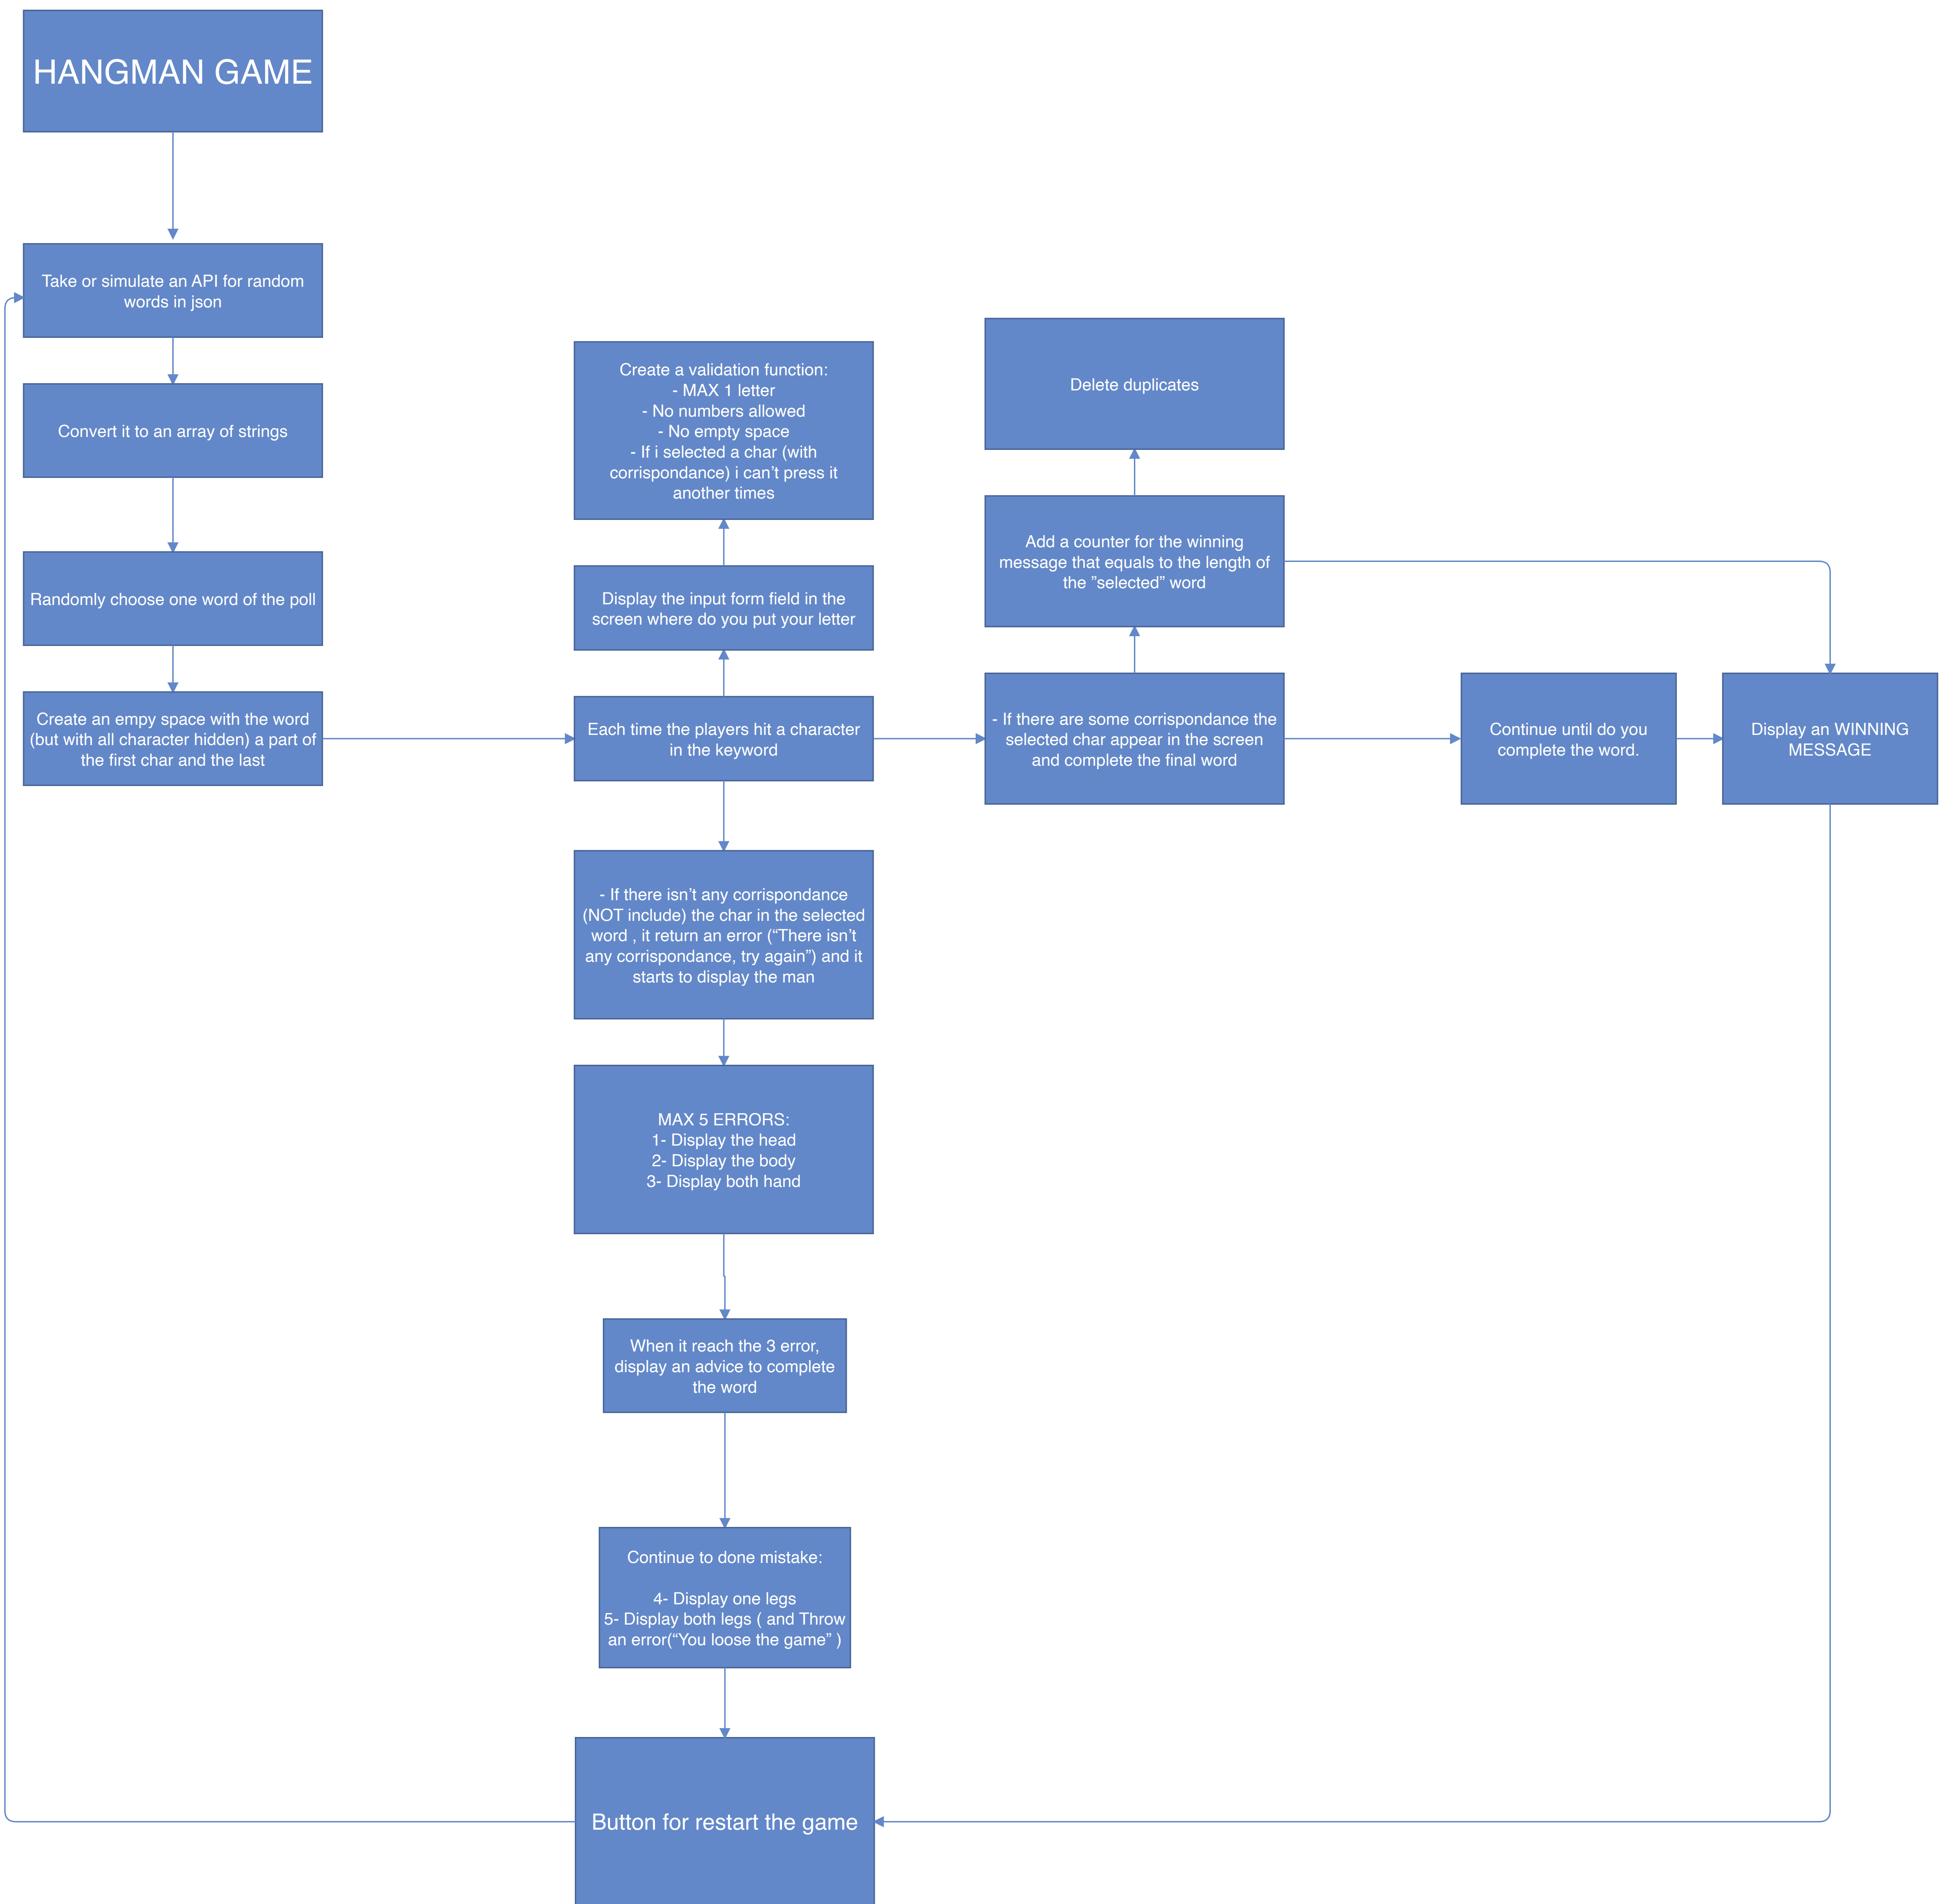 HANGMAN GAME
Take or simulate an API for random
words in json
Convert it to an array of strings
Randomly choose one word of the poll
Create an empy space with the word
(but with all character hidden) a part of
the first char and the last
Create a validation function:
- MAX 1 letter
- No numbers allowed
- No empty space
- If i selected a char (with
corrispondance) i can’t press it
another times
Display the input form field in the
screen where do you put your letter
Each time the players hit a character
in the keyword
- If there isn’t any corrispondance
(NOT include) the char in the selected
word , it return an error (“There isn’t
any corrispondance, try again”) and it
starts to display the man
MAX 5 ERRORS:
1- Display the head
2- Display the body
3- Display both hand
When it reach the 3 error,
display an advice to complete
the word
Continue to done mistake:
4- Display one legs
5- Display both legs ( and Throw
an error(“You loose the game” )
Button for restart the game
Delete duplicates
Add a counter for the winning
message that equals to the length of
the ”selected” word
- If there are some corrispondance the
selected char appear in the screen
and complete the final word
Continue until do you
complete the word.
Display an WINNING
MESSAGE